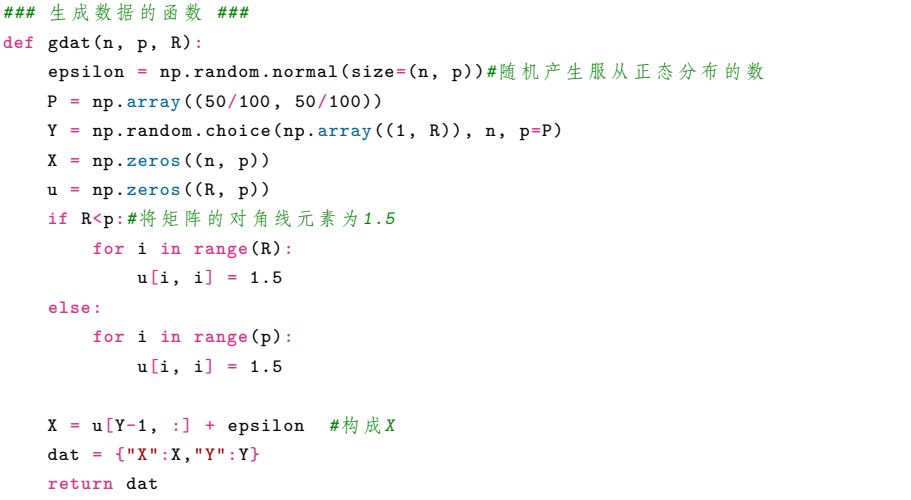 ### 生成数据的函数 ###
def gdat(n, p, R):
    epsilon = np.random.normal(size=(n, p))#随机产生服从正态分布的数
    P = np.array((50/100, 50/100))
    Y = np.random.choice(np.array((1, R)), n, p=P)
    X = np.zeros((n, p))
    u = np.zeros((R, p))
    if R<p:#将矩阵的对角线元素为1.5
        for i in range(R):
            u[i, i] = 1.5
    else:
        for i in range(p):
            u[i, i] = 1.5
    X = u[Y-1, :] + epsilon  #构成X
    dat = {"X":X,"Y":Y}
    return dat